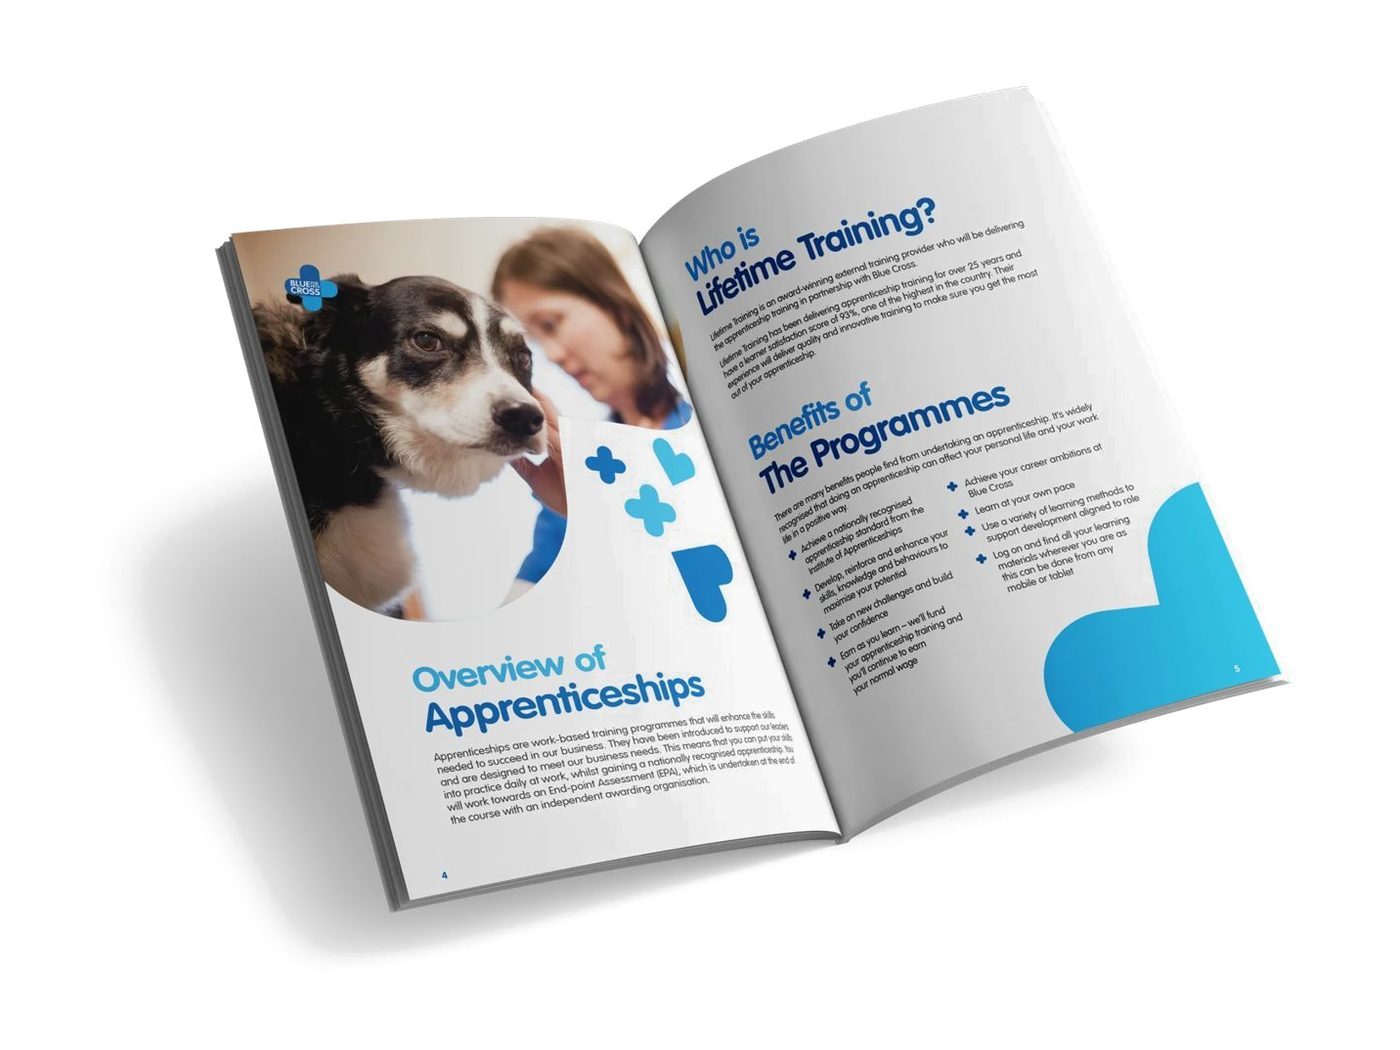 BLUE
CROSS
Overview of
Apprenticeships
Apprenticeships are work-based training programmes that will enhance the skills
needed to succeed in our business. They have been introduced to support our leaders
and are designed to meet our business needs. This means that you can put your skills
into practice daily at work, whilst gaining a nationally recognised apprenticeship. You
will work towards an End-point Assessment (EPA), which is undertaken at the end of
the course with an independent awarding organisation.
4
Who is
Lifetime Training?
Lifetime Training is an award-winning external training provider who will be delivering
the apprenticeship training in partnership with Blue Cross.
Lifetime Training has been delivering apprenticeship training for over 25 years and
have a learner satisfaction score of 93%, one of the highest in the country. Their
experience will deliver quality and innovative training to make sure you get the most
out of your apprenticeship.
Benefits of
The Programmes
There are many benefits people find from undertaking an apprenticeship. It's widely
recognised that doing an apprenticeship can affect your personal life and your work
life in a positive way.
Achieve a nationally recognised
apprenticeship standard from the
Institute of Apprenticeships
Develop, reinforce and enhance your
skills, knowledge and behaviours to
maximise your potential
Take on new challenges and build
your confidence
Earn as you learn – we'll fund
your apprenticeship training and
you'll continue to earn
your normal wage
Achieve your career ambitions at
Blue Cross
Learn at your own pace
Use a variety of learning methods to
support development aligned to role
Log on and find all your learning
materials wherever you are as
this can be done from any
mobile or tablet
5